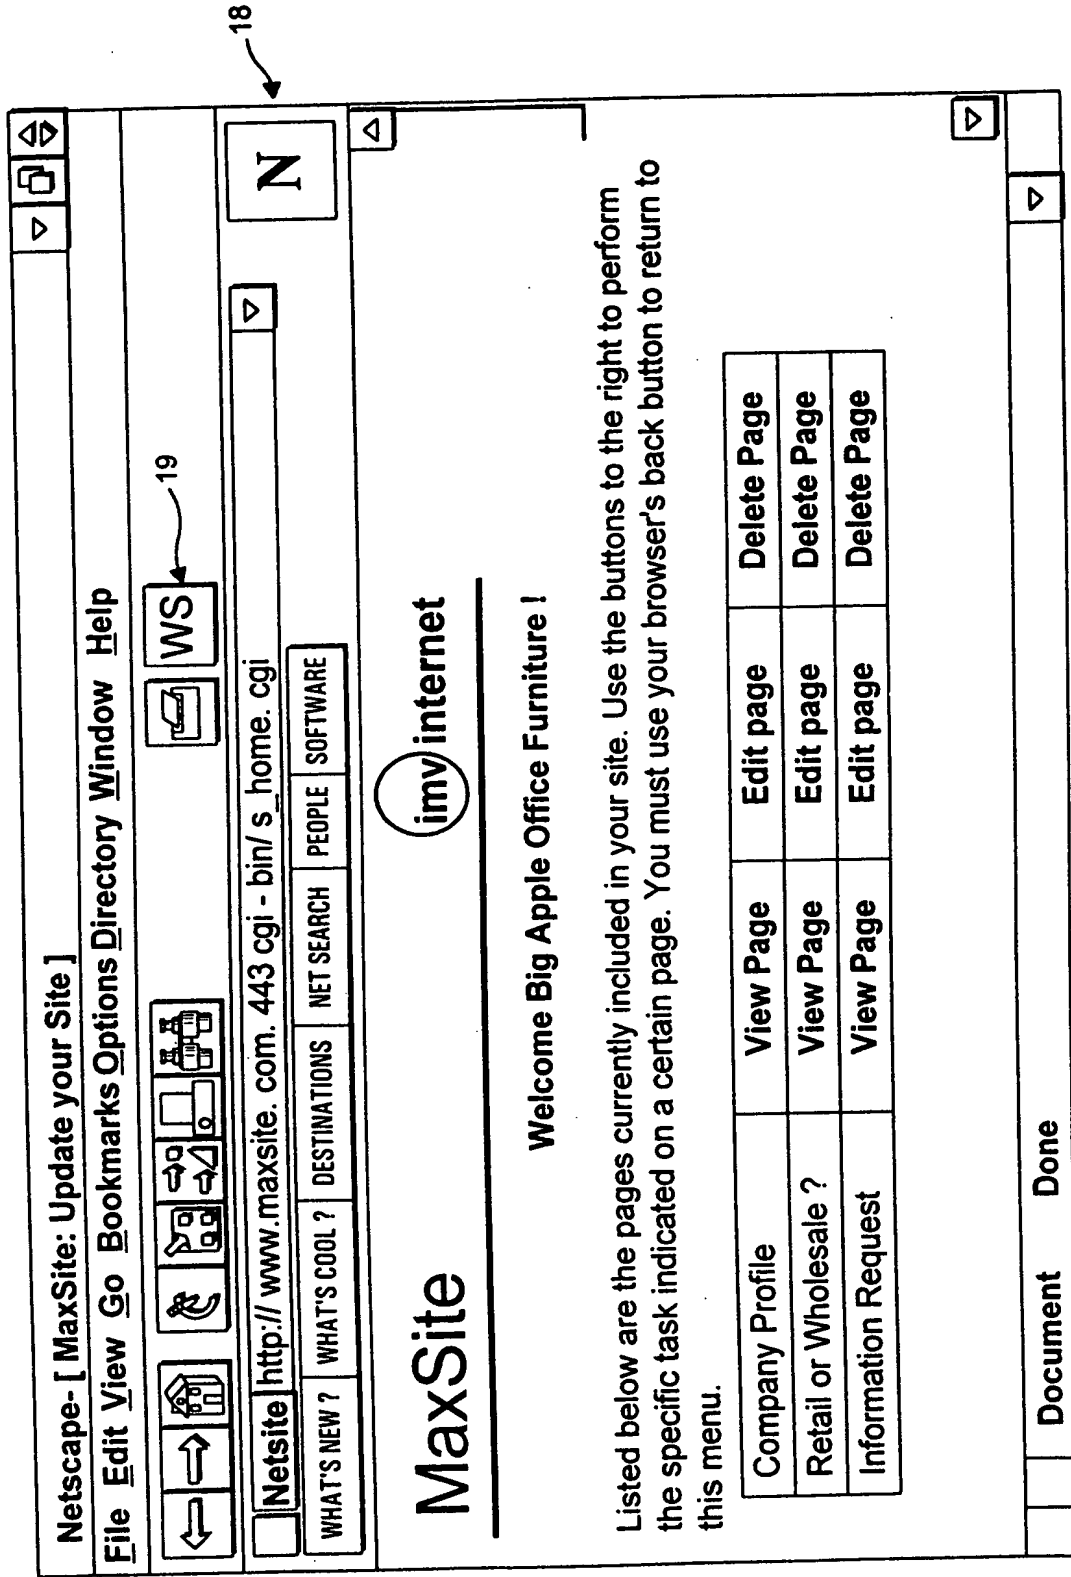 18
Netscape- [ MaxSite: Update your Site ]
File Edit View Go Bookmarks Options Directory Window Help
WS
19
Netsite http:// www.maxsite. com. 443 cgi - bin/ s_home. cgi
N
WHAT'S NEW ? WHAT'S COOL ? DESTINATIONS NET SEARCH PEOPLE SOFTWARE
MaxSite imv internet
Welcome Big Apple Office Furniture !
Listed below are the pages currently included in your site. Use the buttons to the right to perform
the specific task indicated on a certain page. You must use your browser's back button to return to
this menu.
Company Profile View Page Edit page Delete Page
Retail or Wholesale ? View Page Edit page Delete Page
Information Request View Page Edit page Delete Page
Document Done